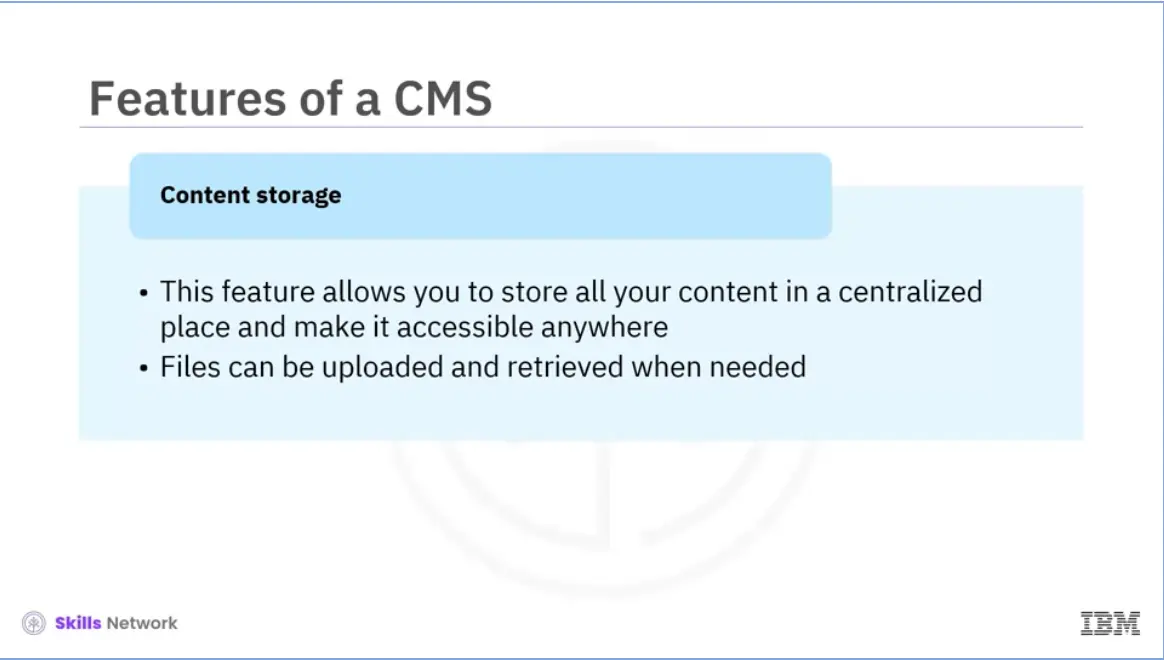 Features of a CMS
Content storage
• This feature allows you to store all your content in a centralized
place and make it accessible anywhere
• Files can be uploaded and retrieved when needed
Skills Network
IBM